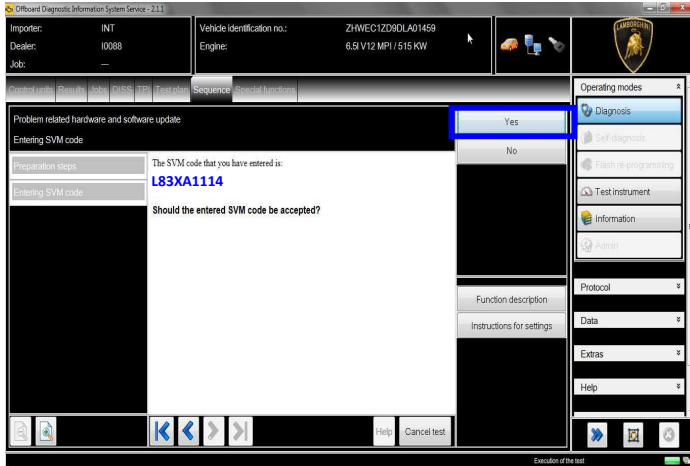 Offboard Diagnostic Information System Service - 2.1.1
Importer: INT
Dealer: I0088
Job: ---
Vehicle identification no.: ZHWEC1ZD9DLA01459
Engine: 6.5l V12 MPI / 515 KW
LAMBORGHINI
Control units Results Jobs DISS TPI Test plan Sequence Special functions
Problem related hardware and software update
Entering SVM code
Preparation steps
Entering SVM code
The SVM code that you have entered is:
L83XA1114
Should the entered SVM code be accepted?
Yes
No
Function description
Instructions for settings
Help
Cancel test
Operating modes
Diagnosis
Self-diagnosis
Flash re-programming
Test instrument
Information
Admin
Protocol
Data
Extras
Help
Execution of the test